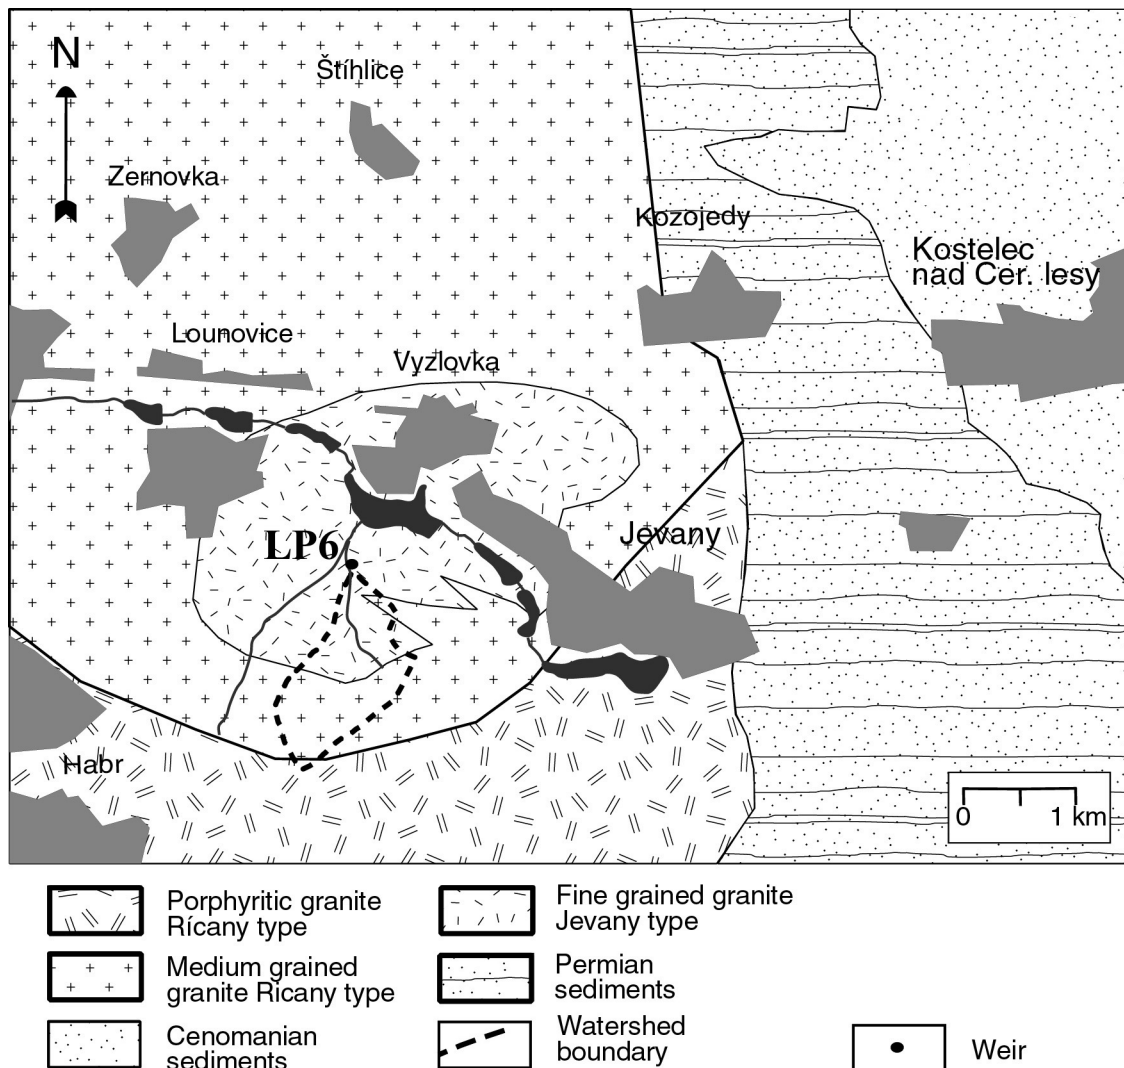 N
Štíhlice
Zernovka
Kozojedy
Kostelec
nad Cer. lesy
Lounovice
Vyzlovka
Jevany
LP6
Habr
0 1 km
Porphyritic granite
Rícany type
Fine grained granite
Jevany type
Medium grained
granite Rícany type
Permian
sediments
Cenomanian
sediments
Watershed
boundary
Weir